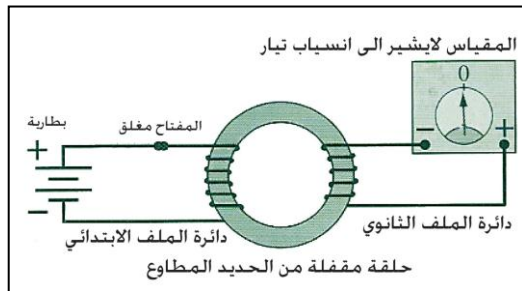 المقياس لايشير الى انسياب تيار
0
− +
بطارية
المفتاح مغلق
+
−
دائرة الملف الابتدائي
دائرة الملف الثانوي
حلقة مقفلة من الحديد المطاوع